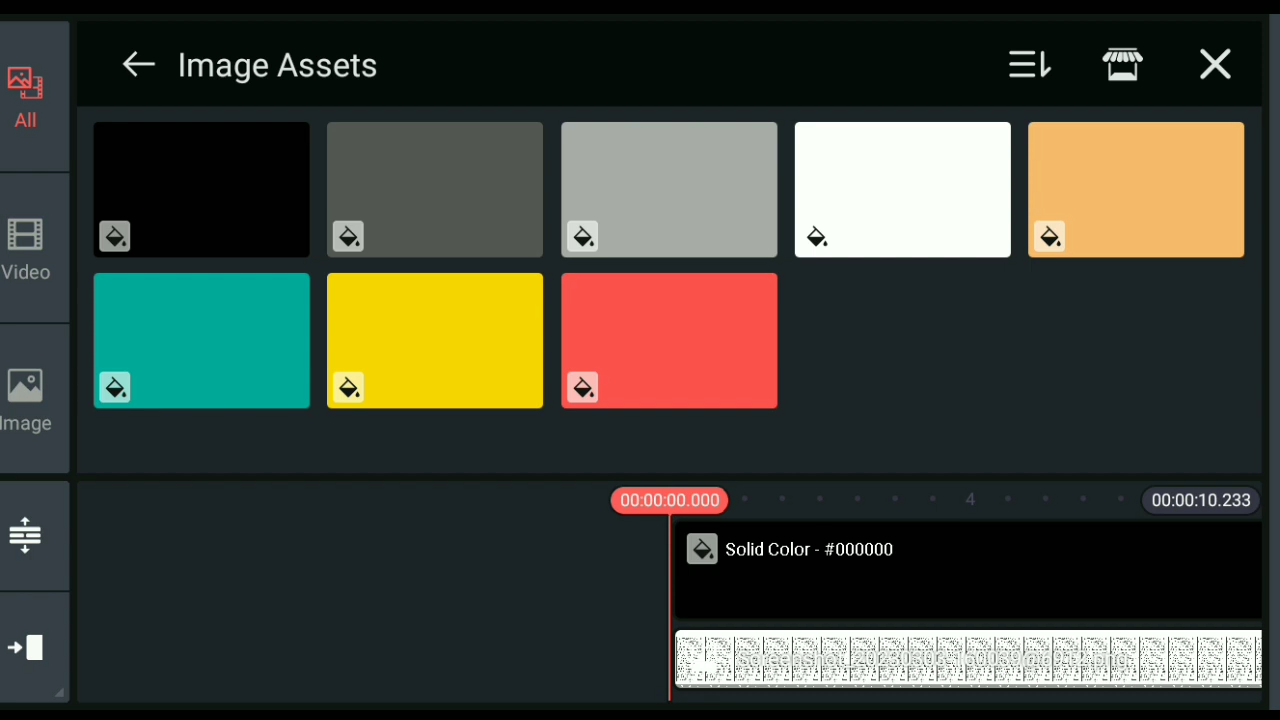 Image Assets
All
Video
Image
00:00:00.000
4
00:00:10.233
Solid Color - #000000